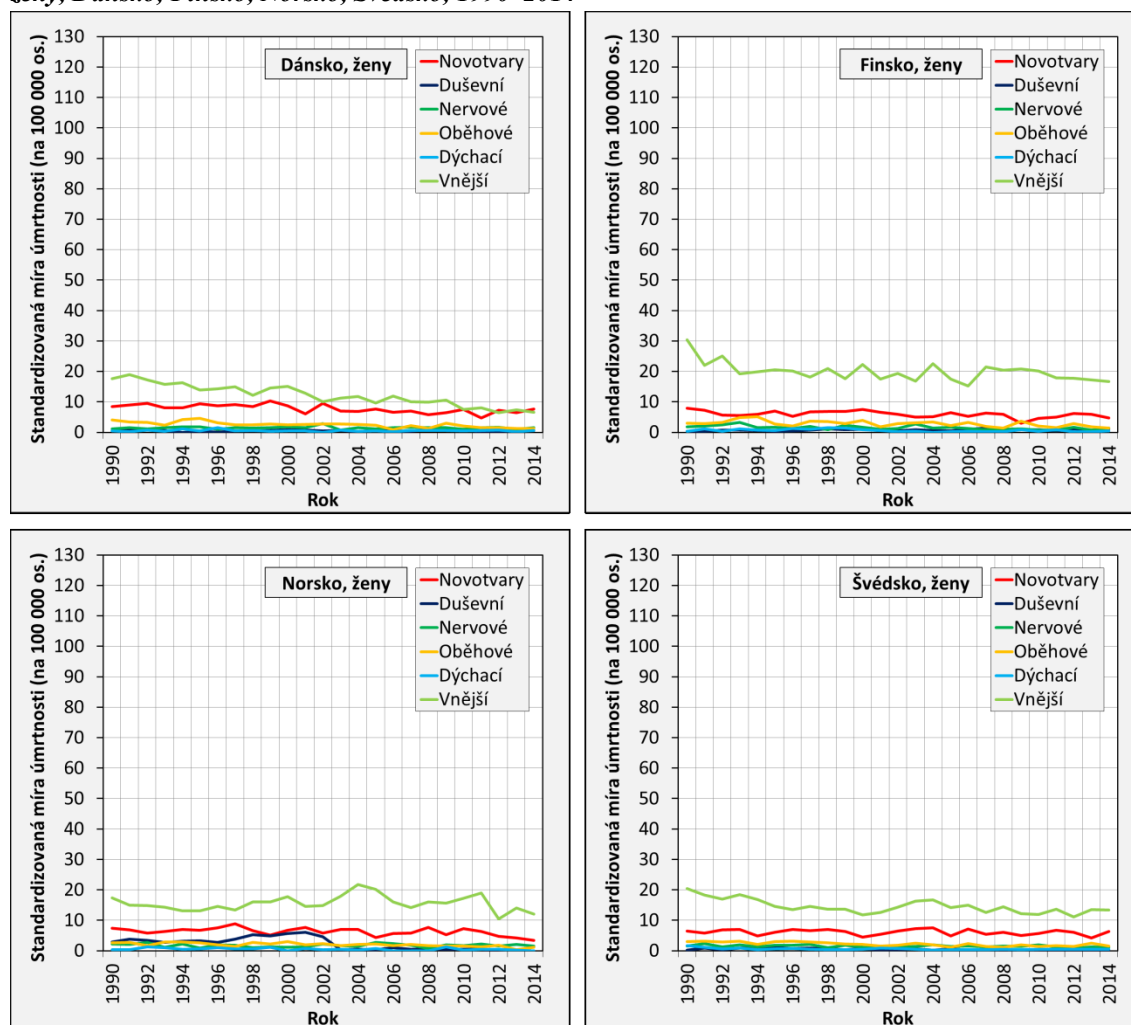 ženy, Dánsko, Finsko, Norsko, Švédsko, 1990–2014
130
120
110
100
90
80
70
60
50
40
30
20
10
0
Standardizovaná míra úmrtnosti (na 100 000 os.)
Dánsko, ženy
Novotvary
Duševní
Nervové
Oběhové
Dýchací
Vnější
1990
1992
1994
1996
1998
2000
2002
2004
2006
2008
2010
2012
2014
Rok
130
120
110
100
90
80
70
60
50
40
30
20
10
0
Standardizovaná míra úmrtnosti (na 100 000 os.)
Finsko, ženy
Novotvary
Duševní
Nervové
Oběhové
Dýchací
Vnější
1990
1992
1994
1996
1998
2000
2002
2004
2006
2008
2010
2012
2014
Rok
130
120
110
100
90
80
70
60
50
40
30
20
10
0
Standardizovaná míra úmrtnosti (na 100 000 os.)
Norsko, ženy
Novotvary
Duševní
Nervové
Oběhové
Dýchací
Vnější
1990
1992
1994
1996
1998
2000
2002
2004
2006
2008
2010
2012
2014
Rok
130
120
110
100
90
80
70
60
50
40
30
20
10
0
Standardizovaná míra úmrtnosti (na 100 000 os.)
Švédsko, ženy
Novotvary
Duševní
Nervové
Oběhové
Dýchací
Vnější
1990
1992
1994
1996
1998
2000
2002
2004
2006
2008
2010
2012
2014
Rok